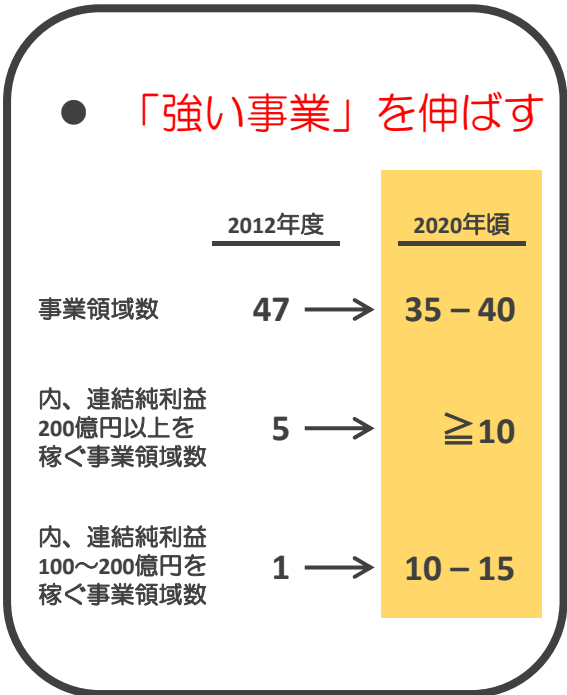 ● 「強い事業」を伸ばす
2012年度 2020年頃
事業領域数 47 → 35 – 40
内、連結純利益
200億円以上を
稼ぐ事業領域数
5 → ≧10
内、連結純利益
100～200億円を
稼ぐ事業領域数
1 → 10 – 15